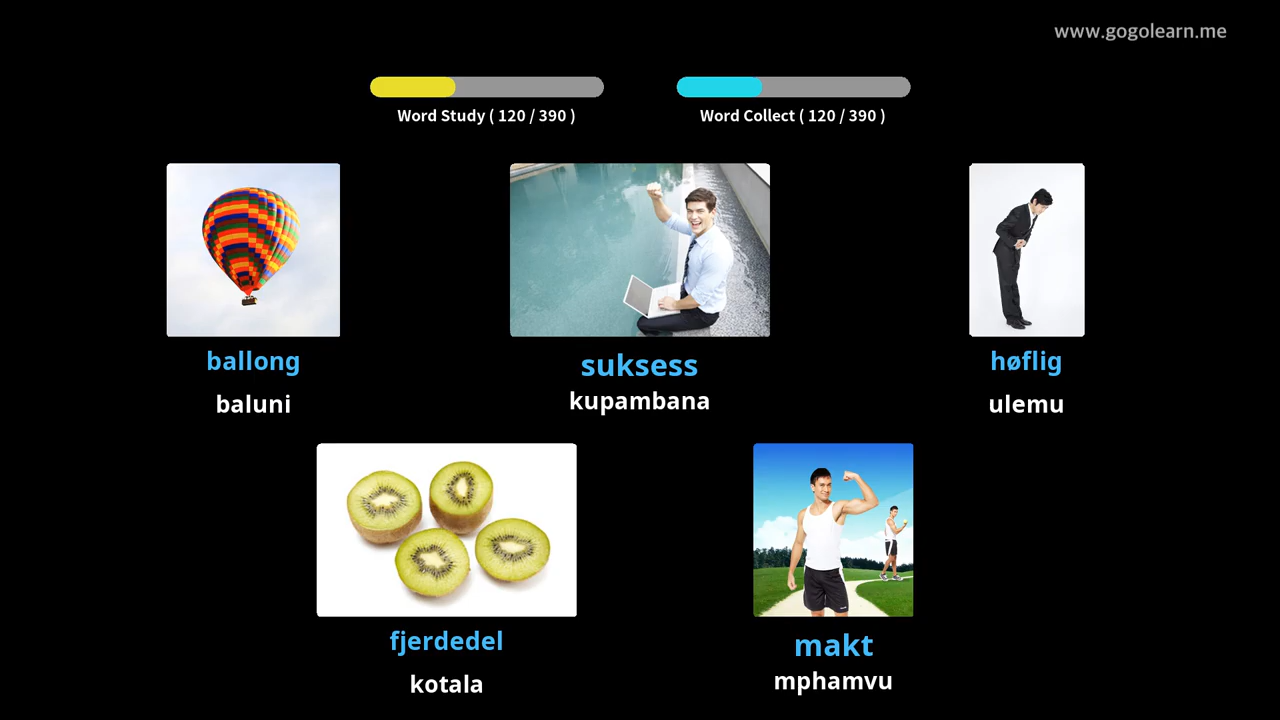 www.gogolearn.me
Word Study ( 120 / 390 )
Word Collect ( 120 / 390 )
ballong
baluni
suksess
kupambana
høflig
ulemu
fjerdedel
kotala
makt
mphamvu